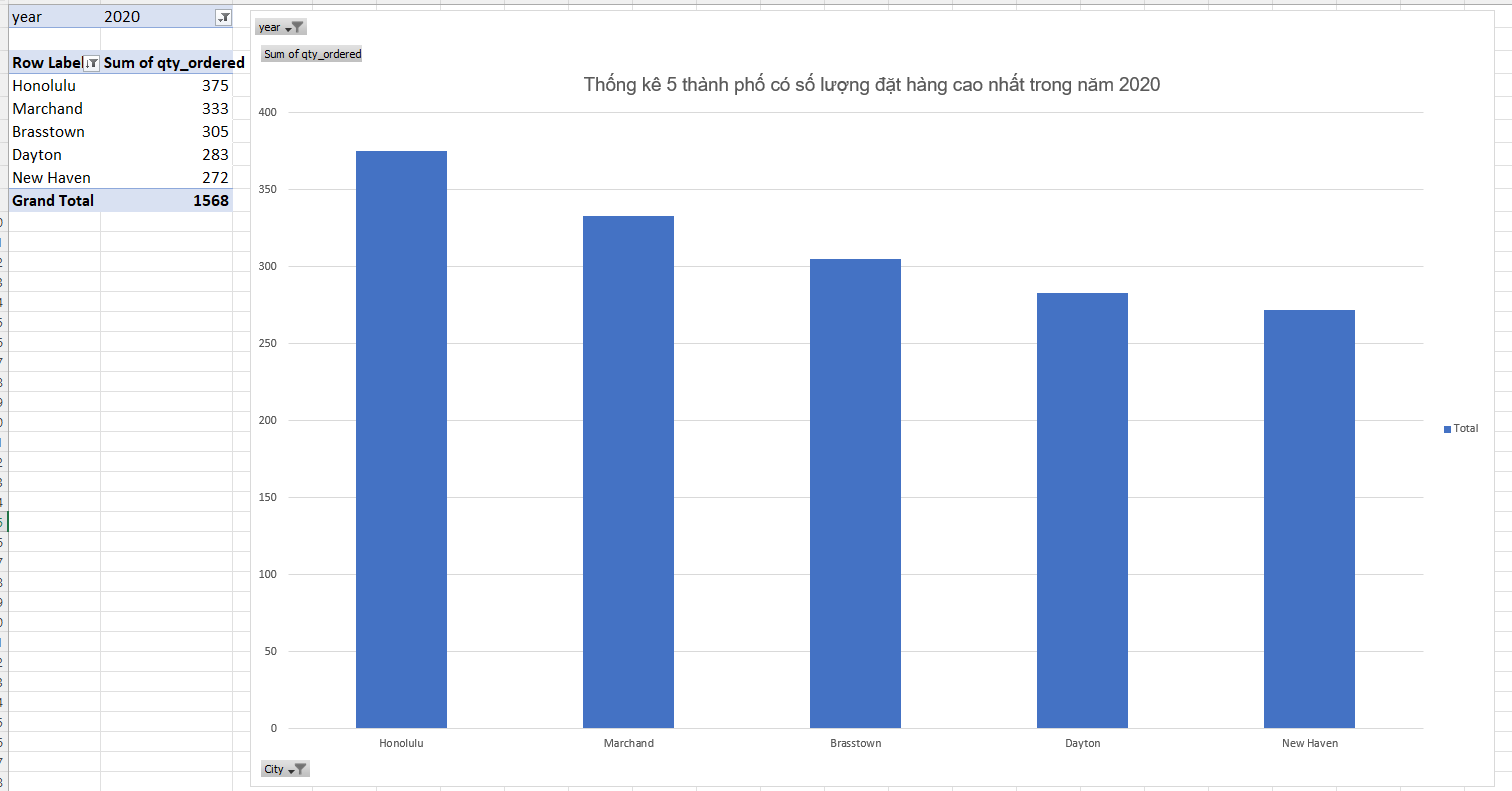 year 2020
Row Label Sum of qty_ordered
Honolulu 375
Marchand 333
Brasstown 305
Dayton 283
New Haven 272
Grand Total 1568
year
Sum of qty_ordered
Thống kê 5 thành phố có số lượng đặt hàng cao nhất trong năm 2020
400
350
300
250
200
150
100
50
0
Honolulu Marchand Brasstown Dayton New Haven
Total
City